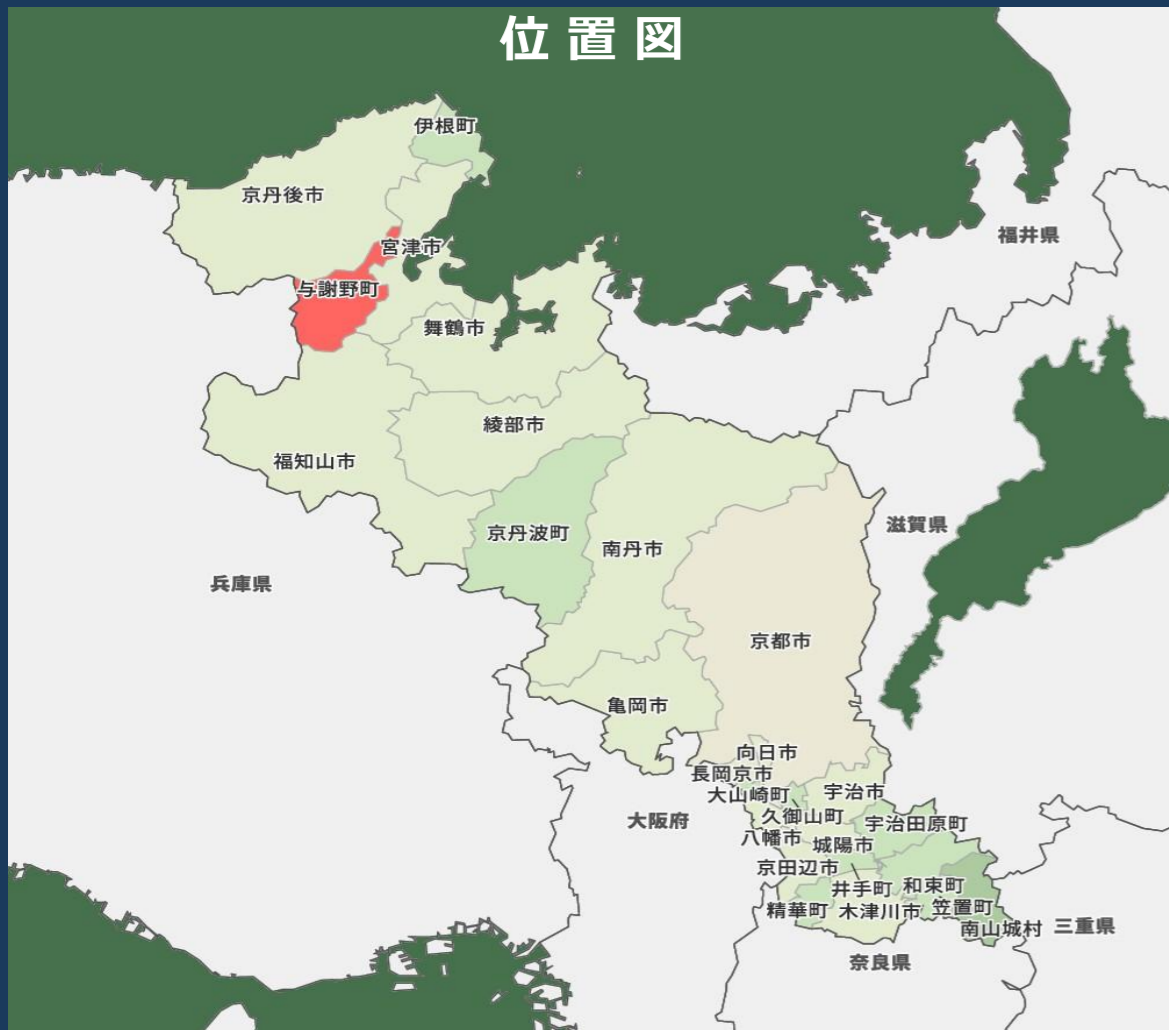 位置図
伊根町
京丹後市
宮津市
福井県
与謝野町
舞鶴市
綾部市
福知山市
滋賀県
京丹波町
南丹市
兵庫県
京都市
亀岡市
向日市
長岡京市
大山崎町
宇治市
久御山町
大阪府
宇治田原町
八幡市
城陽市
京田辺市
井手町
和束町
精華町
木津川市
笠置町
南山城村
三重県
奈良県